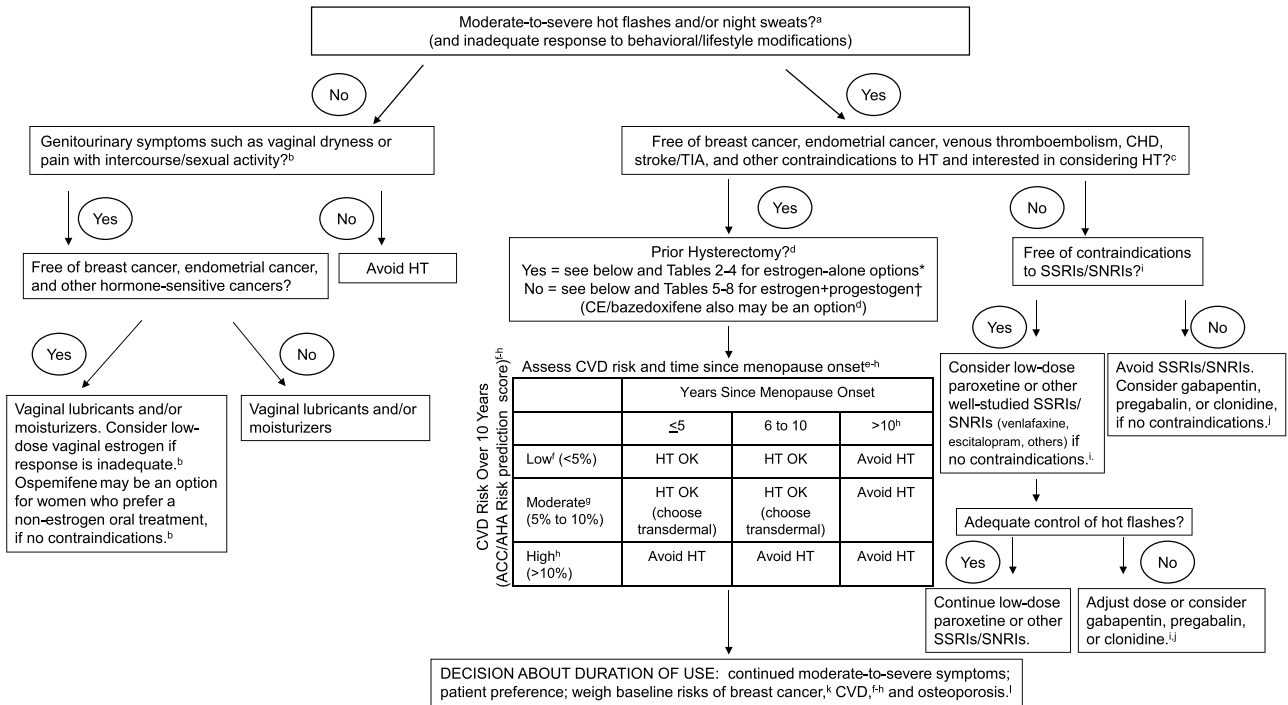 Moderate-to-severe hot flashes and/or night sweats?a
(and inadequate response to behavioral/lifestyle modifications)
No
Yes
Genitourinary symptoms such as vaginal dryness or
pain with intercourse/sexual activity?b
Free of breast cancer, endometrial cancer, venous thromboembolism, CHD,
stroke/TIA, and other contraindications to HT and interested in considering HT?c
Yes
No
Yes
No
Free of breast cancer, endometrial cancer,
and other hormone-sensitive cancers?
Avoid HT
Prior Hysterectomy?d
Yes = see below and Tables 2-4 for estrogen-alone options*
No = see below and Tables 5-8 for estrogen+progestogen†
(CE/bazedoxifene also may be an optiond)
Free of contraindications
to SSRIs/SNRIs?i
Yes
No
Yes
No
Vaginal lubricants and/or
moisturizers. Consider low-
dose vaginal estrogen if
response is inadequate.b
Ospemifene may be an option
for women who prefer a
non-estrogen oral treatment,
if no contraindications.b
Vaginal lubricants and/or
moisturizers
Assess CVD risk and time since menopause onsete-h
CVD Risk Over 10 Years
(ACC/AHA Risk prediction score)f-h
Years Since Menopause Onset
≤5
6 to 10
>10h
Lowf (<5%)
HT OK
HT OK
Avoid HT
Moderateg
(5% to 10%)
HT OK
(choose
transdermal)
HT OK
(choose
transdermal)
Avoid HT
Highh
(>10%)
Avoid HT
Avoid HT
Avoid HT
Consider low-dose
paroxetine or other
well-studied SSRIs/
SNRIs (venlafaxine,
escitalopram, others) if
no contraindications.i.
Avoid SSRIs/SNRIs.
Consider gabapentin,
pregabalin, or clonidine,
if no contraindications.j
Adequate control of hot flashes?
Yes
No
Continue low-dose
paroxetine or other
SSRIs/SNRIs.
Adjust dose or consider
gabapentin, pregabalin,
or clonidine.i,j
DECISION ABOUT DURATION OF USE: continued moderate-to-severe symptoms;
patient preference; weigh baseline risks of breast cancer,k CVD,f-h and osteoporosis.l